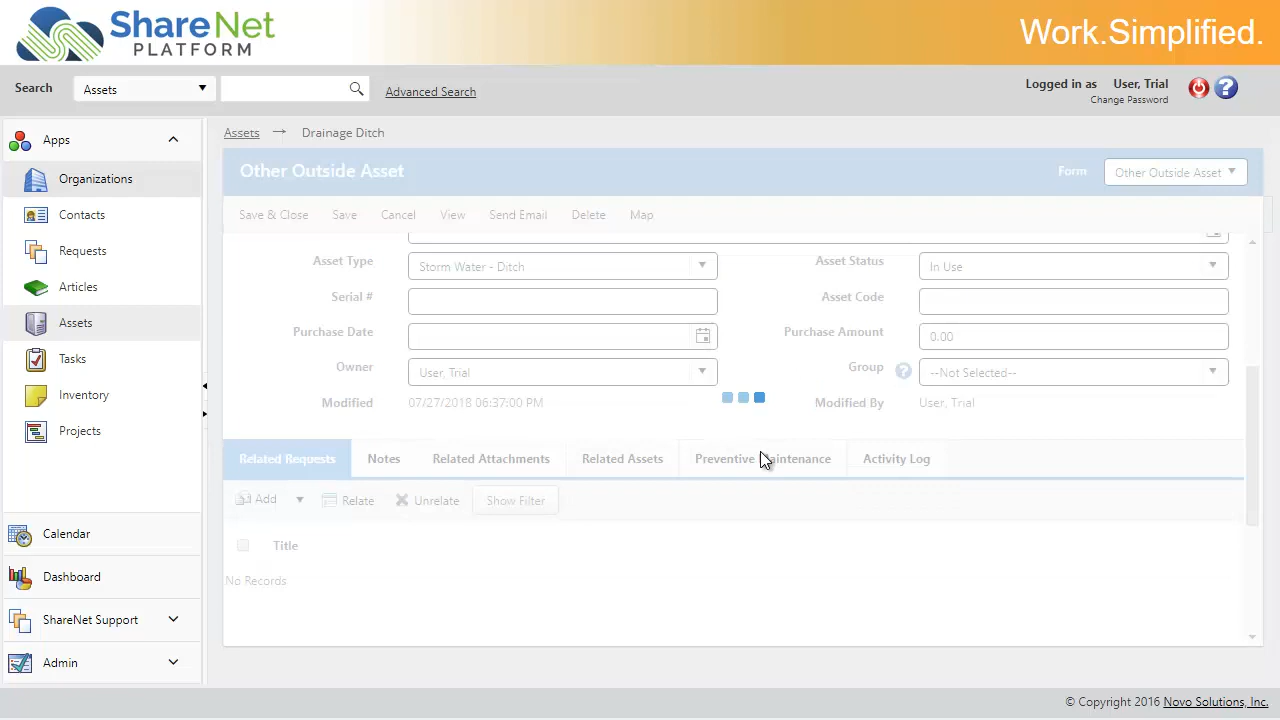 ShareNet
PLATFORM
Work.Simplified.
Search Assets Advanced Search Logged in as User, Trial
Change Password
Apps
Organizations
Contacts
Requests
Articles
Assets
Tasks
Inventory
Projects
Calendar
Dashboard
ShareNet Support
Admin
Assets → Drainage Ditch
Other Outside Asset Form Other Outside Asset
Save & Close Save Cancel View Send Email Delete Map
Asset Type Storm Water - Ditch Asset Status In Use
Serial # Asset Code
Purchase Date Purchase Amount 0.00
Owner User, Trial Group ? --Not Selected--
Modified 07/27/2018 06:37:00 PM Modified By User, Trial
Related Requests Notes Related Attachments Related Assets Preventive Maintenance Activity Log
Add Relate Unrelate Show Filter
Title
No Records
© Copyright 2016 Novo Solutions, Inc.